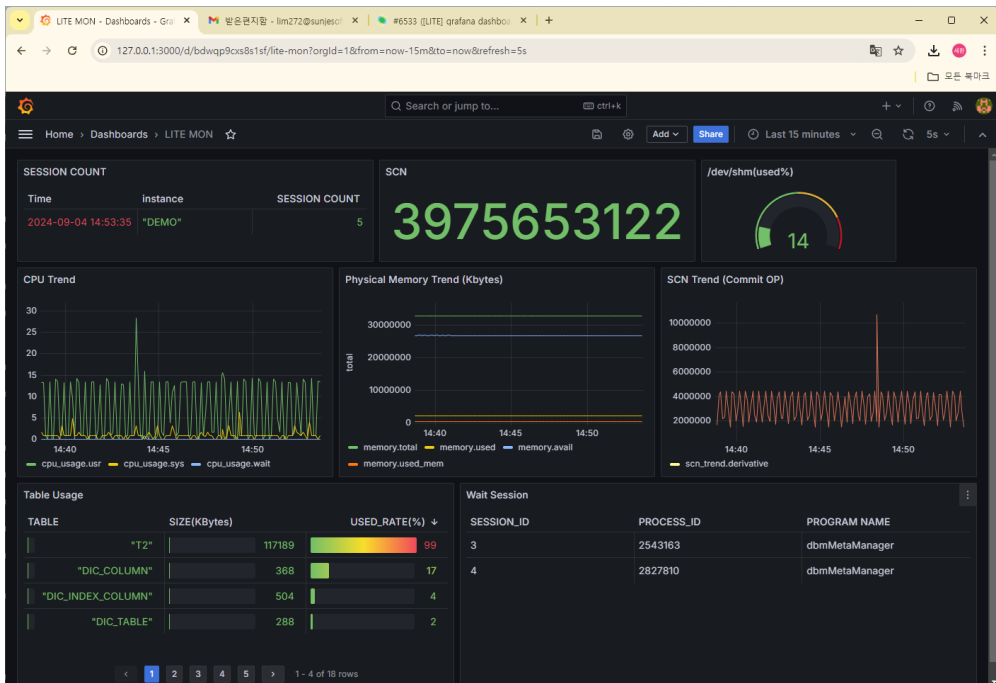 LITE MON - Dashboards - Gra
받은편지함 - lim272@sunjesof
#6533 ([LITE] grafana dashboa
127.0.0.1:3000/d/bdwqp9cxs8s1sf/lite-mon?orgId=1&from=now-15m&to=now&refresh=5s
모든 북마크
Search or jump to... ctrl+k
Home › Dashboards › LITE MON
Add
Share
Last 15 minutes
5s
SESSION COUNT
Time instance SESSION COUNT
2024-09-04 14:53:35 "DEMO" 5
SCN
3975653122
/dev/shm(used%)
14
CPU Trend
30
25
20
15
10
5
0
14:40 14:45 14:50
cpu_usage.usr cpu_usage.sys cpu_usage.wait
Physical Memory Trend (Kbytes)
total
30000000
20000000
10000000
0
14:40 14:45 14:50
memory.total memory.used memory.avail
memory.used_mem
SCN Trend (Commit OP)
10000000
8000000
6000000
4000000
2000000
14:40 14:45 14:50
scn_trend.derivative
Table Usage
TABLE SIZE(KBytes) USED_RATE(%) ↓
"T2" 117189 99
"DIC_COLUMN" 368 17
"DIC_INDEX_COLUMN" 504 4
"DIC_TABLE" 288 2
‹ 1 2 3 4 5 › 1 - 4 of 18 rows
Wait Session
SESSION_ID PROCESS_ID PROGRAM NAME
3 2543163 dbmMetaManager
4 2827810 dbmMetaManager